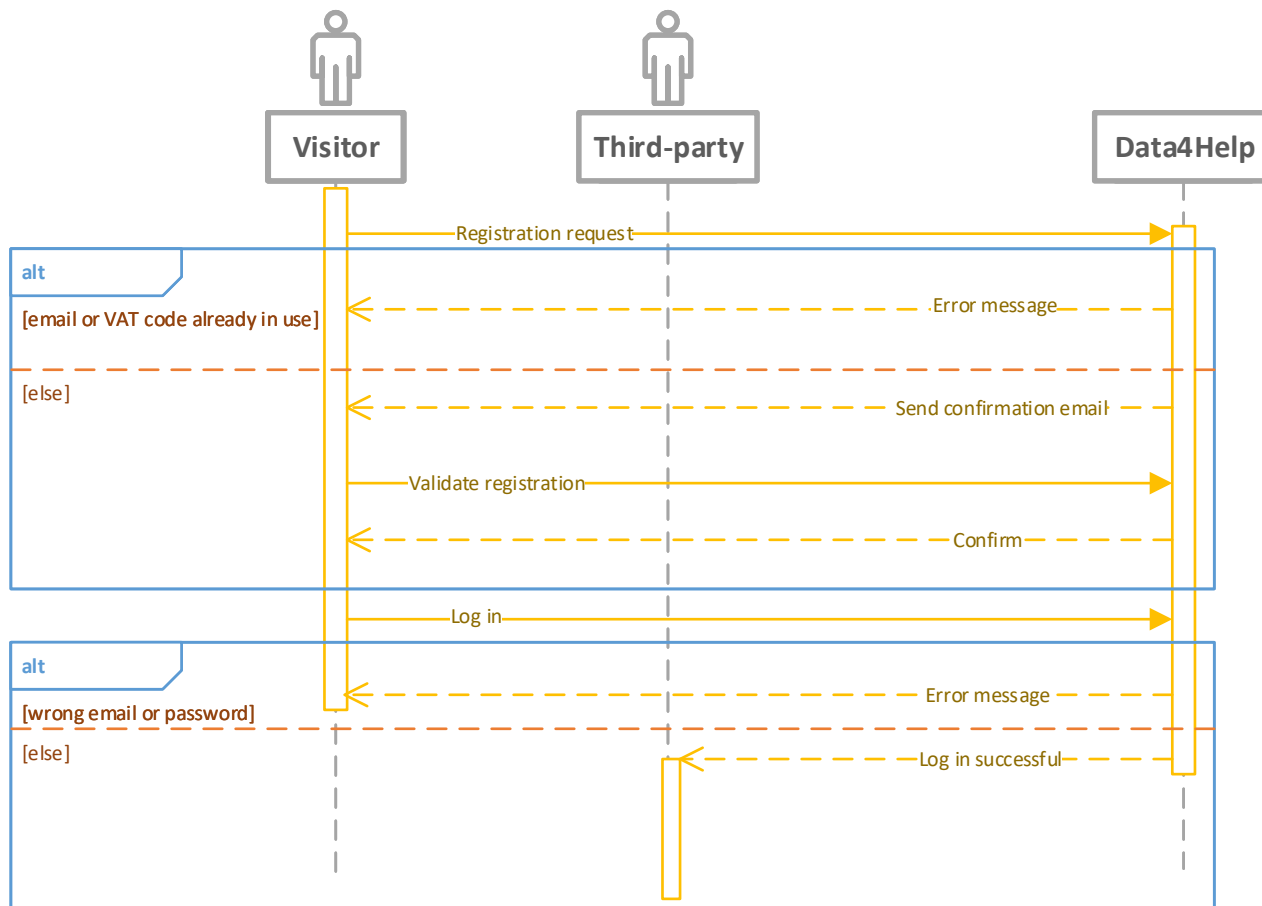 Visitor
Third-party
Data4Help
Registration request
alt
[email or VAT code already in use]
Error message
[else]
Send confirmation email
Validate registration
Confirm
Log in
alt
Error message
[wrong email or password]
[else]
Log in successful